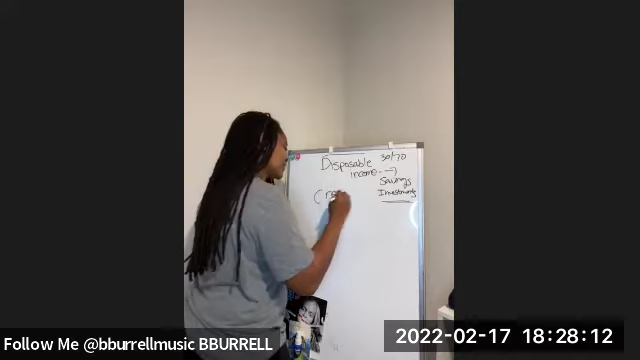 Disposable 30/70
income →
Savings
Investments
Follow Me @bburrellmusic BBURRELL
2022-02-17 18:28:12